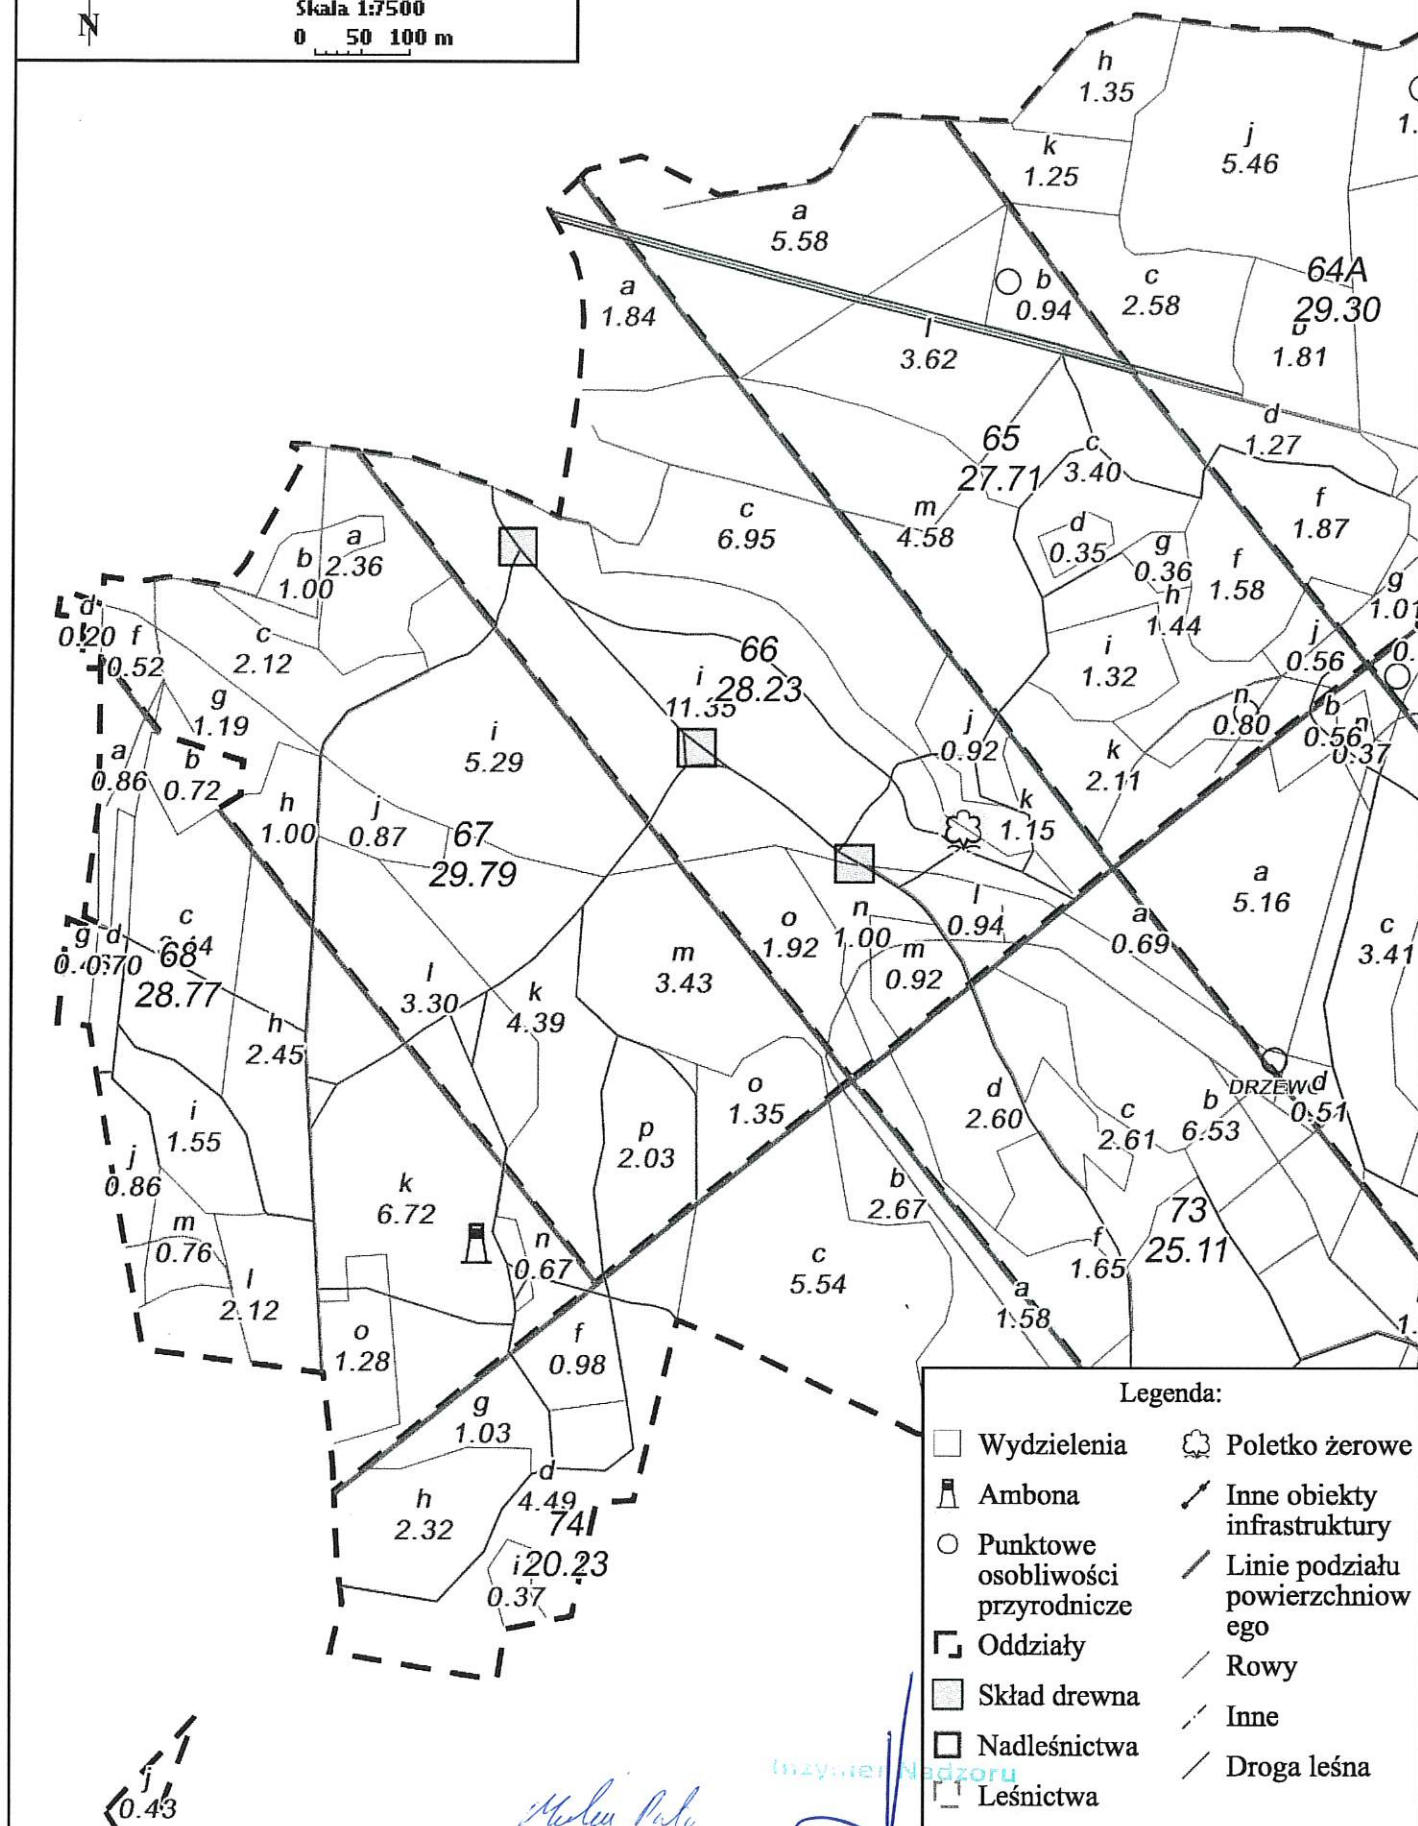 N
Skala 1:7500
0 50 100 m
h
1.35
j
5.46
k
1.25
a
5.58
b
0.94
c
2.58
64A
29.30
1.81
a
1.84
l
3.62
d
1.27
65
27.71
c
3.40
f
1.87
c
6.95
m
4.58
d
0.35
g
0.36
f
1.58
g
1.01
h
1.44
j
0.56
i
1.32
b
1.00
a
2.36
d
0.20
f
0.52
c
2.12
g
1.19
66
28.23
i
11.35
i
5.29
j
0.92
n
0.80
b
0.56
n
0.37
k
2.11
k
1.15
a
0.86
b
0.72
h
1.00
j
0.87
67
29.79
a
5.16
c
3.41
c
68
28.77
g
d
0.70
o
1.92
n
1.00
l
0.94
m
0.92
a
0.69
m
3.43
l
3.30
k
4.39
h
2.45
i
1.55
j
0.86
o
1.35
d
2.60
c
2.61
b
6.53
DRZEW
d
0.51
p
2.03
k
6.72
b
2.67
73
25.11
f
1.65
m
0.76
l
2.12
n
0.67
c
5.54
a
1.58
o
1.28
f
0.98
g
1.03
h
2.32
d
4.49
74
20.23
i
0.37
j
0.43
Legenda:
Wydzielenia
Ambona
Punktowe
osobliwości
przyrodnicze
Oddziały
Skład drewna
Nadleśnictwa
Leśnictwa
Poletko żerowe
Inne obiekty
infrastruktury
Linie podziału
powierzchniow
ego
Rowy
Inne
Droga leśna
Inżynier Nadzoru